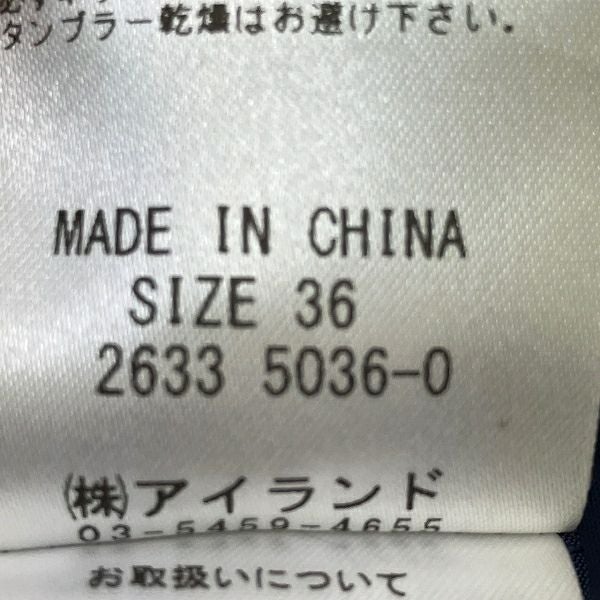 タンブラー乾燥はお避け下さい.
MADE IN CHINA
SIZE 36
2633 5036-0
(株)アイランド
03-5459-4655
お取扱いについて